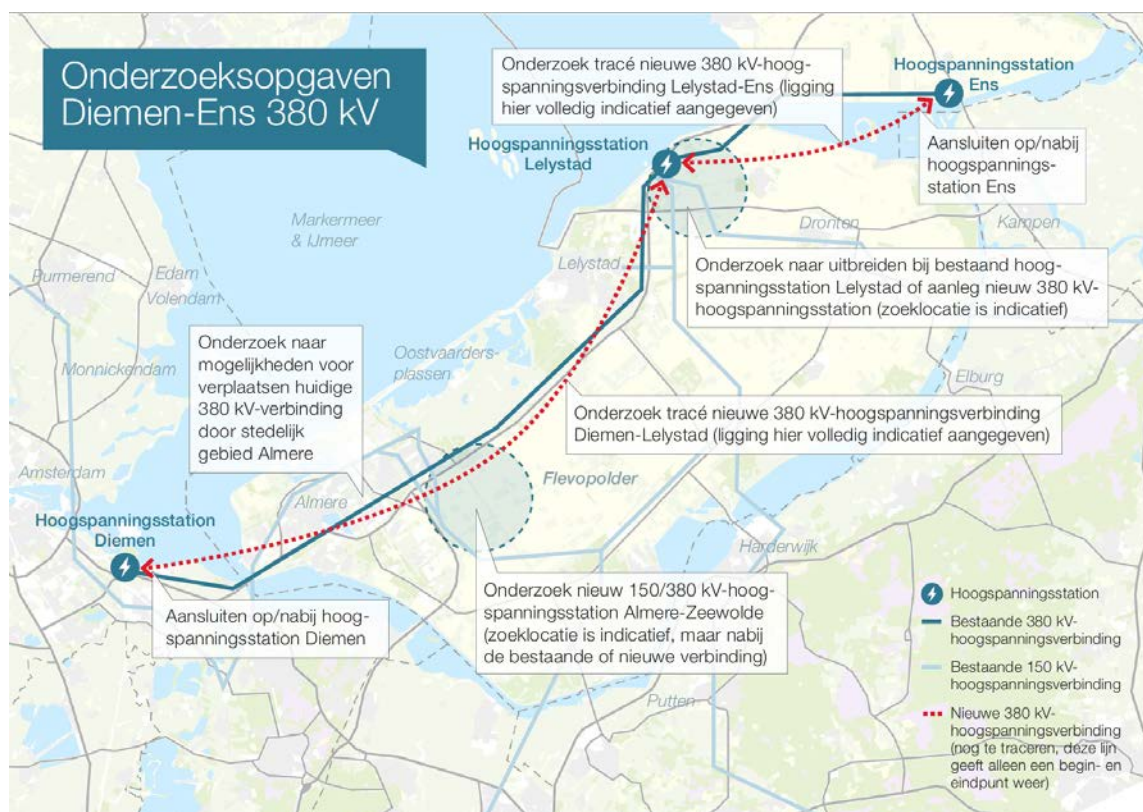 Onderzoeksopgaven
Diemen-Ens 380 kV
Onderzoek tracé nieuwe 380 kV-hoog-
spanningsverbinding Lelystad-Ens (ligging
hier volledig indicatief aangegeven)
Hoogspanningsstation
Ens
Hoogspanningsstation
Lelystad
Aansluiten op/nabij
hoogspannings-
station Ens
Markermeer
& IJmeer
Dronten
Kampen
Purmerend
Edam
Volendam
Lelystad
Onderzoek naar uitbreiden bij bestaand hoog-
spanningsstation Lelystad of aanleg nieuw 380 kV-
hoogspanningsstation (zoeklocatie is indicatief)
Onderzoek naar
mogelijkheden voor
verplaatsen huidige
380 kV-verbinding
door stedelijk
gebied Almere
Oostvaarders-
plassen
Monnickendam
Elburg
Onderzoek tracé nieuwe 380 kV-hoogspanningsverbinding
Diemen-Lelystad (ligging hier volledig indicatief aangegeven)
Amsterdam
Almere
Flevopolder
Hoogspanningsstation
Diemen
Harderwijk
Aansluiten op/nabij hoog-
spanningsstation Diemen
Onderzoek nieuw 150/380 kV-hoog-
spanningsstation Almere-Zeewolde
(zoeklocatie is indicatief, maar nabij
de bestaande of nieuwe verbinding)
Putten
Hoogspanningsstation
Bestaande 380 kV-
hoogspanningsverbinding
Bestaande 150 kV-
hoogspanningsverbinding
Nieuwe 380 kV-
hoogspanningsverbinding
(nog te traceren, deze lijn
geeft alleen een begin- en
eindpunt weer)